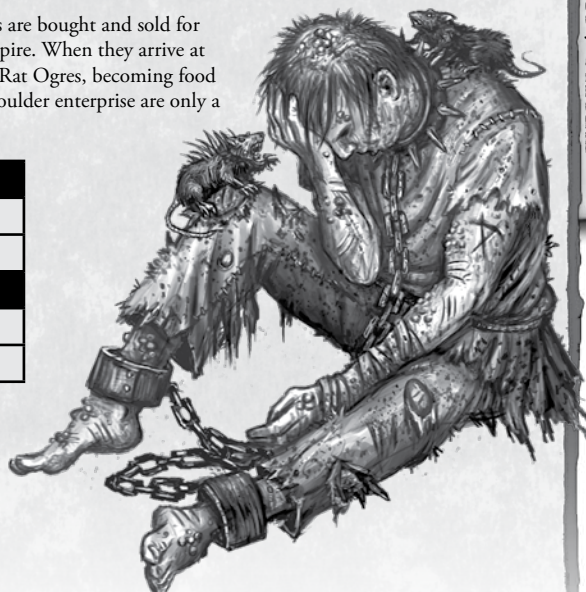 s are bought and sold for
pire. When they arrive at
Rat Ogres, becoming food
oulder enterprise are only a